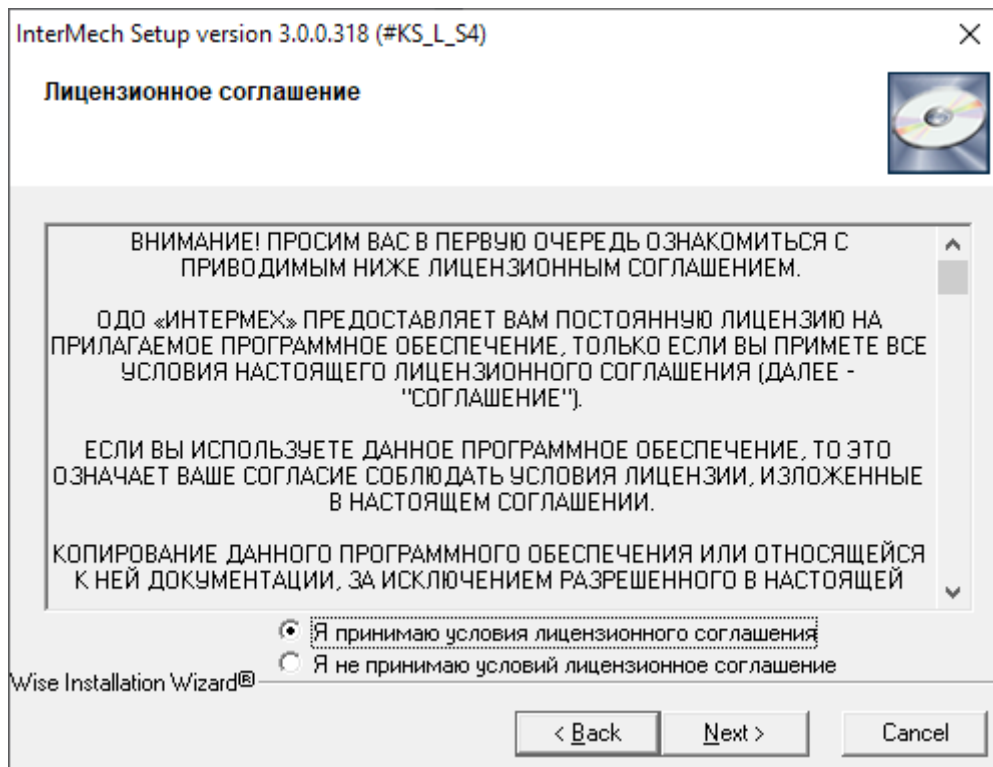 InterMech Setup version 3.0.0.318 (#KS_L_S4)
Лицензионное соглашение
ВНИМАНИЕ! ПРОСИМ ВАС В ПЕРВУЮ ОЧЕРЕДЬ ОЗНАКОМИТЬСЯ С
ПРИВОДИМЫМ НИЖЕ ЛИЦЕНЗИОННЫМ СОГЛАШЕНИЕМ.
ОДО «ИНТЕРМЕХ» ПРЕДОСТАВЛЯЕТ ВАМ ПОСТОЯННУЮ ЛИЦЕНЗИЮ НА
ПРИЛАГАЕМОЕ ПРОГРАММНОЕ ОБЕСПЕЧЕНИЕ, ТОЛЬКО ЕСЛИ ВЫ ПРИМЕТЕ ВСЕ
УСЛОВИЯ НАСТОЯЩЕГО ЛИЦЕНЗИОННОГО СОГЛАШЕНИЯ (ДАЛЕЕ -
"СОГЛАШЕНИЕ").
ЕСЛИ ВЫ ИСПОЛЬЗУЕТЕ ДАННОЕ ПРОГРАММНОЕ ОБЕСПЕЧЕНИЕ, ТО ЭТО
ОЗНАЧАЕТ ВАШЕ СОГЛАСИЕ СОБЛЮДАТЬ УСЛОВИЯ ЛИЦЕНЗИИ, ИЗЛОЖЕННЫЕ
В НАСТОЯЩЕМ СОГЛАШЕНИИ.
КОПИРОВАНИЕ ДАННОГО ПРОГРАММНОГО ОБЕСПЕЧЕНИЯ ИЛИ ОТНОСЯЩЕЙСЯ
К НЕЙ ДОКУМЕНТАЦИИ, ЗА ИСКЛЮЧЕНИЕМ РАЗРЕШЕННОГО В НАСТОЯЩЕЙ
Я принимаю условия лицензионного соглашения
Я не принимаю условий лицензионное соглашение
Wise Installation Wizard®
< Back
Next >
Cancel